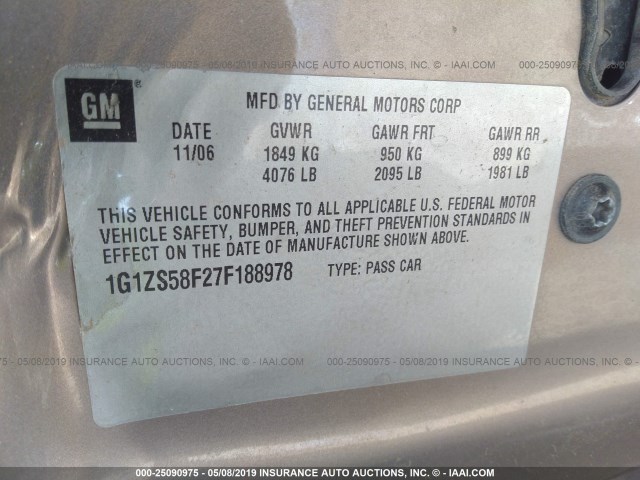 000-25090975 - 05/08/2019 INSURANCE AUTO AUCTIONS, INC. © - IAAI.COM
GM ®
MFD BY GENERAL MOTORS CORP
DATE GVWR GAWR FRT GAWR RR
11/06 1849 KG 950 KG 899 KG
4076 LB 2095 LB 1981 LB
THIS VEHICLE CONFORMS TO ALL APPLICABLE U.S. FEDERAL MOTOR
VEHICLE SAFETY, BUMPER, AND THEFT PREVENTION STANDARDS IN
EFFECT ON THE DATE OF MANUFACTURE SHOWN ABOVE.
1G1ZS58F27F188978 TYPE: PASS CAR
000-25090975 - 05/08/2019 INSURANCE AUTO AUCTIONS, INC. © - IAAI.COM
000-25090975 - 05/08/2019 INSURANCE AUTO AUCTIONS, INC. © - IAAI.COM